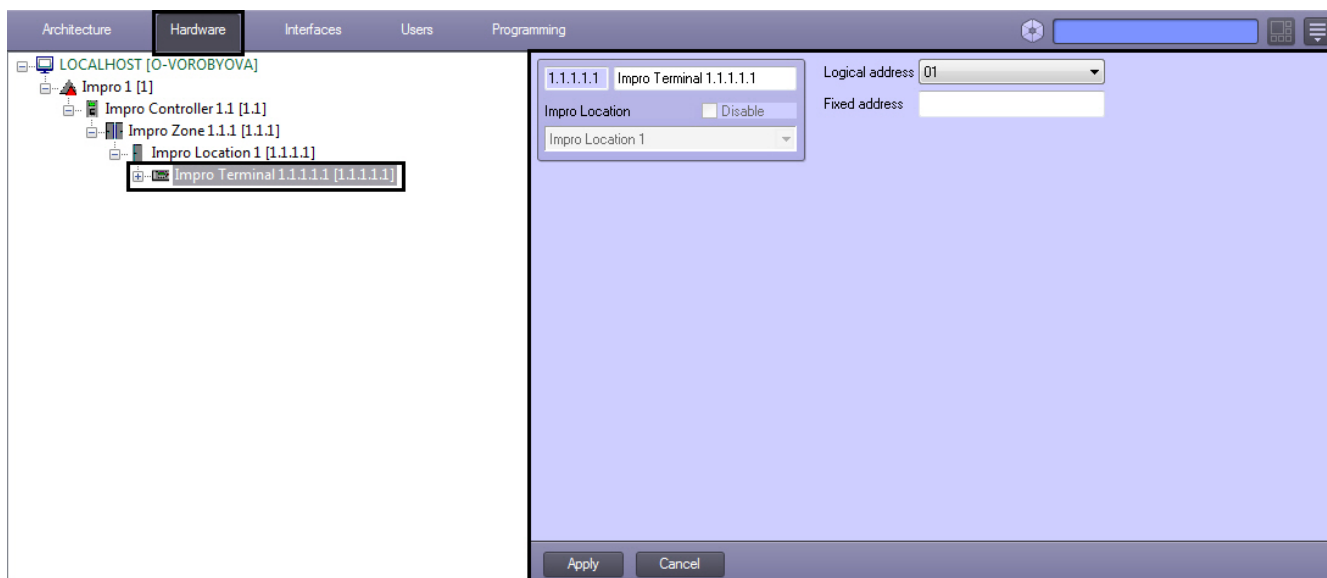 Architecture Hardware Interfaces Users Programming
LOCALHOST [O-VOROBYOVA]
Impro 1 [1]
Impro Controller 1.1 [1.1]
Impro Zone 1.1.1 [1.1.1]
Impro Location 1 [1.1.1.1]
Impro Terminal 1.1.1.1.1 [1.1.1.1.1]
1.1.1.1.1 Impro Terminal 1.1.1.1.1
Impro Location Disable
Impro Location 1
Logical address 01
Fixed address
Apply Cancel